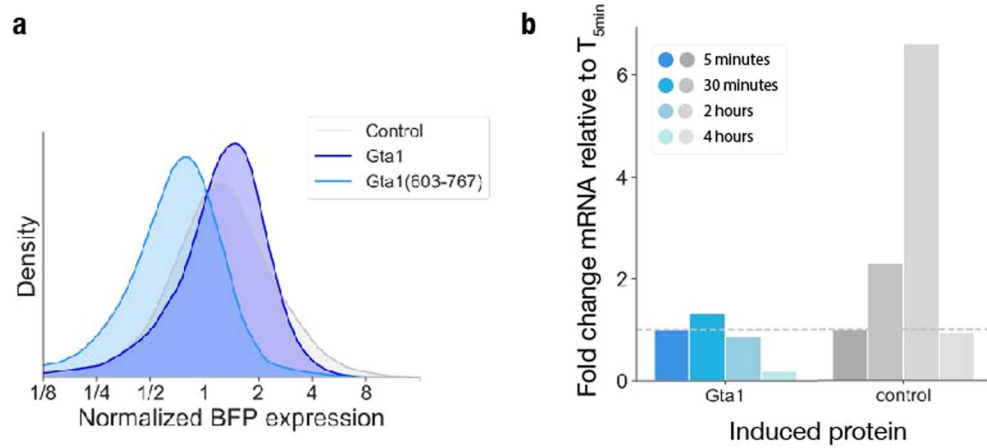 a
Density
Control
Gta1
Gta1(603-767)
1/8 1/4 1/2 1 2 4 8
Normalized BFP expression
b
Fold change mRNA relative to T5min
5 minutes
30 minutes
2 hours
4 hours
6
4
2
0
Gta1 control
Induced protein